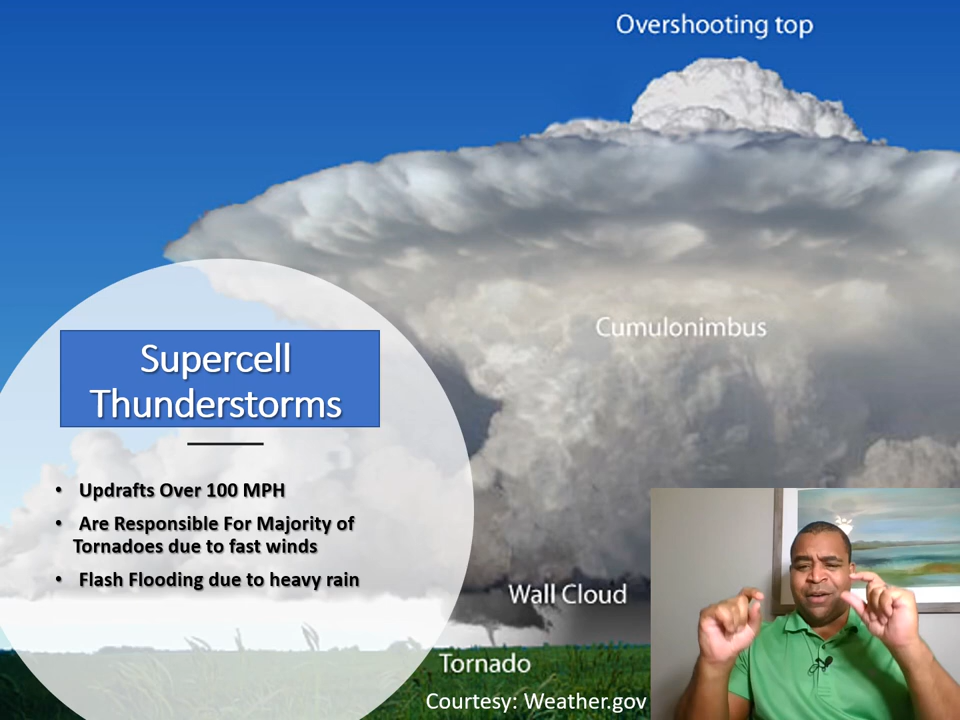 Overshooting top
Cumulonimbus
Supercell
Thunderstorms
• Updrafts Over 100 MPH
• Are Responsible For Majority of
Tornadoes due to fast winds
• Flash Flooding due to heavy rain
Wall Cloud
Tornado
Courtesy: Weather.gov